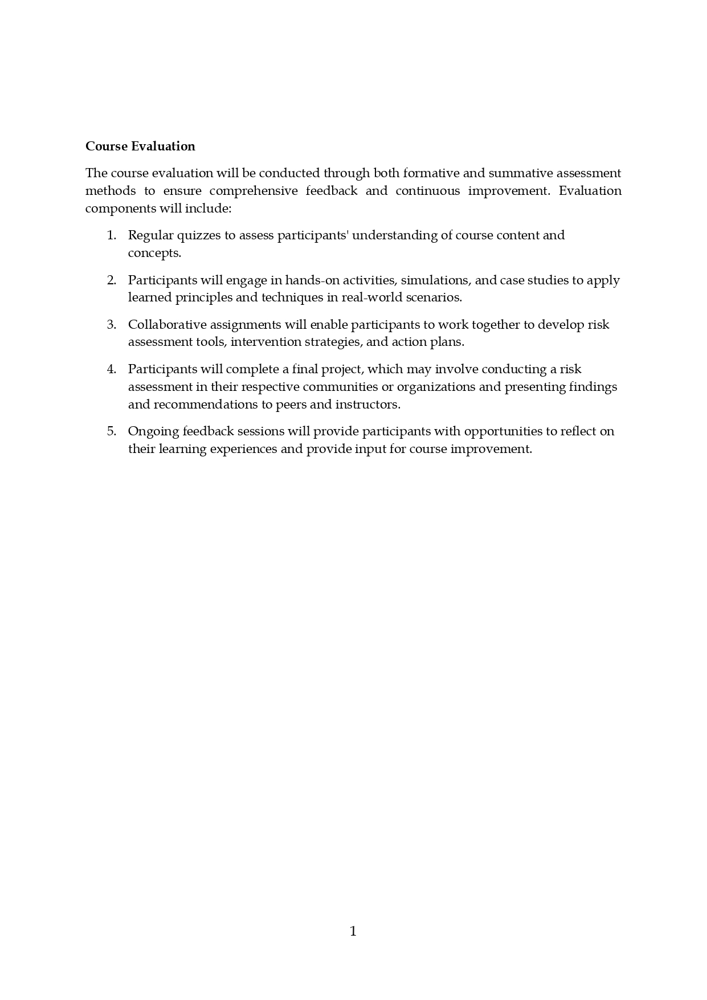 Course Evaluation
The course evaluation will be conducted through both formative and summative assessment
methods to ensure comprehensive feedback and continuous improvement. Evaluation
components will include:
1. Regular quizzes to assess participants' understanding of course content and
concepts.
2. Participants will engage in hands-on activities, simulations, and case studies to apply
learned principles and techniques in real-world scenarios.
3. Collaborative assignments will enable participants to work together to develop risk
assessment tools, intervention strategies, and action plans.
4. Participants will complete a final project, which may involve conducting a risk
assessment in their respective communities or organizations and presenting findings
and recommendations to peers and instructors.
5. Ongoing feedback sessions will provide participants with opportunities to reflect on
their learning experiences and provide input for course improvement.
1